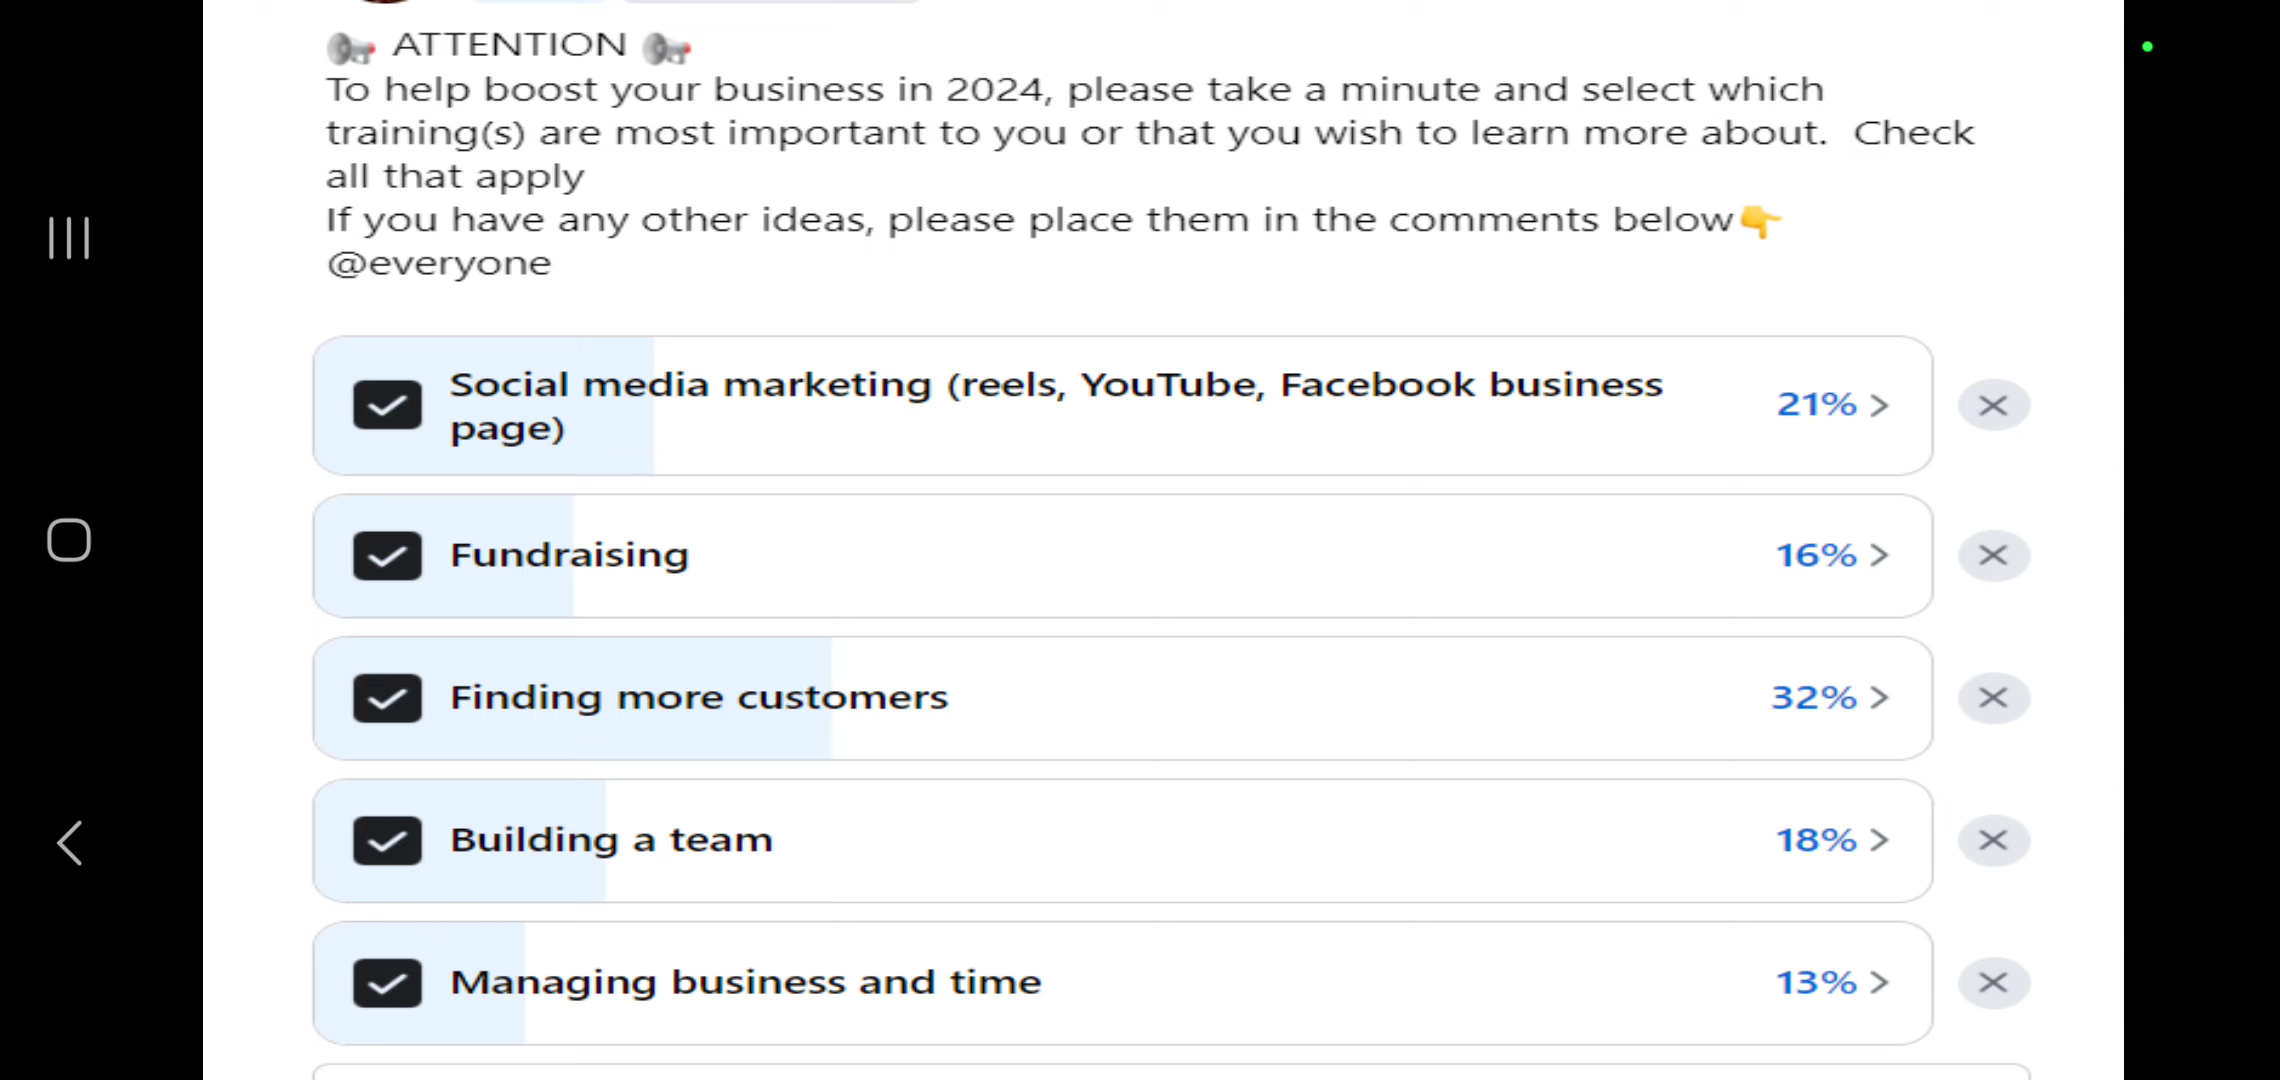 ATTENTION
To help boost your business in 2024, please take a minute and select which
training(s) are most important to you or that you wish to learn more about.  Check
all that apply
If you have any other ideas, please place them in the comments below
@everyone
Social media marketing (reels, YouTube, Facebook business
page)
21%
Fundraising
16%
Finding more customers
32%
Building a team
18%
Managing business and time
13%